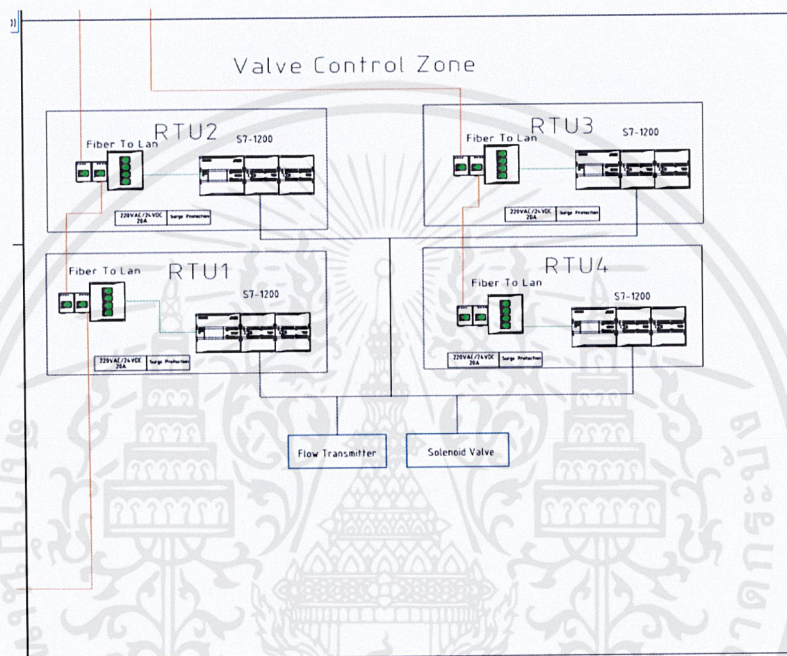 ))
Valve Control Zone
RTU2
Fiber To Lan
S7-1200
220VAC/24VDC
20A
Surge Protection
RTU3
Fiber To Lan
S7-1200
220VAC/24VDC
20A
Surge Protection
RTU1
Fiber To Lan
S7-1200
220VAC/24VDC
20A
Surge Protection
RTU4
Fiber To Lan
S7-1200
220VAC/24VDC
20A
Surge Protection
Flow Transmitter
Solenoid Valve